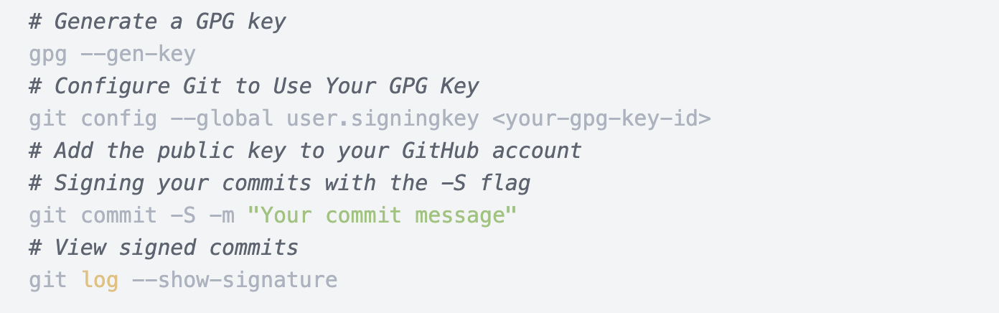 # Generate a GPG key
gpg --gen-key
# Configure Git to Use Your GPG Key
git config --global user.signingkey <your-gpg-key-id>
# Add the public key to your GitHub account
# Signing your commits with the -S flag
git commit -S -m "Your commit message"
# View signed commits
git log --show-signature